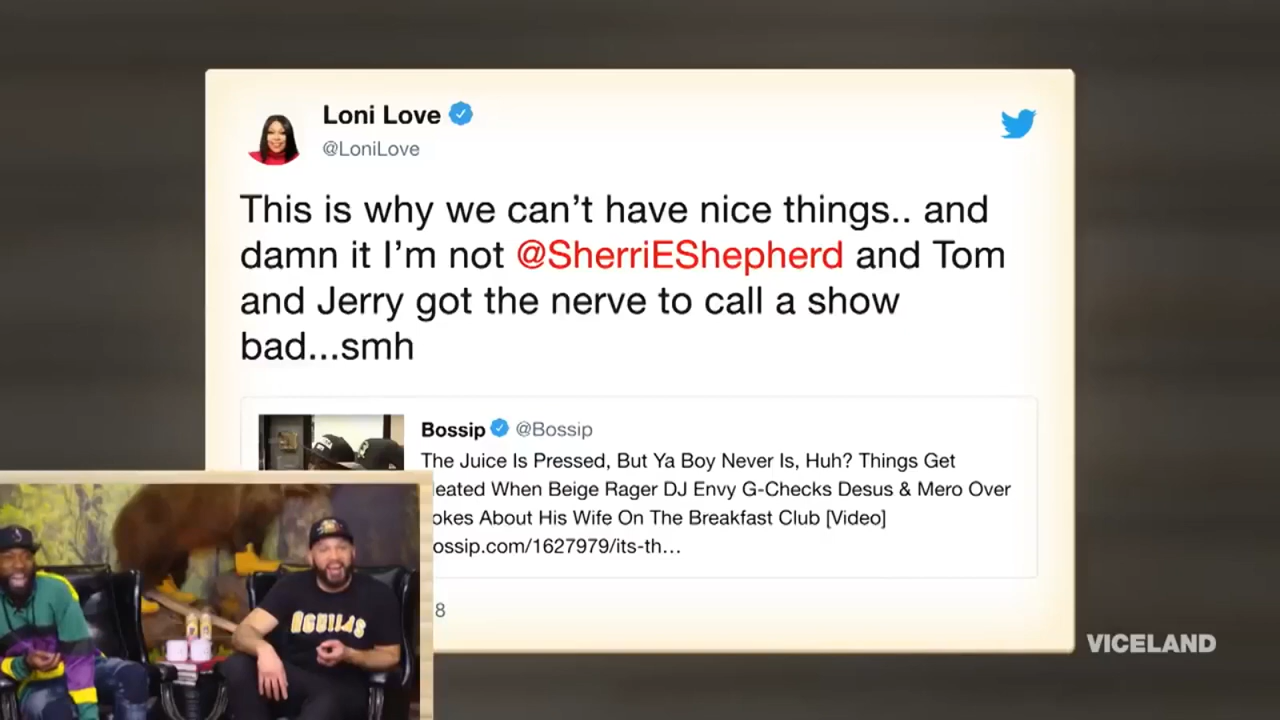 Loni Love
@LoniLove
This is why we can’t have nice things.. and
damn it I’m not @SherriEShepherd and Tom
and Jerry got the nerve to call a show
bad...smh
Bossip @Bossip
The Juice Is Pressed, But Ya Boy Never Is, Huh? Things Get
eated When Beige Rager DJ Envy G-Checks Desus & Mero Over
okes About His Wife On The Breakfast Club [Video]
ossip.com/1627979/its-th…
8
AGUILAS
VICELAND